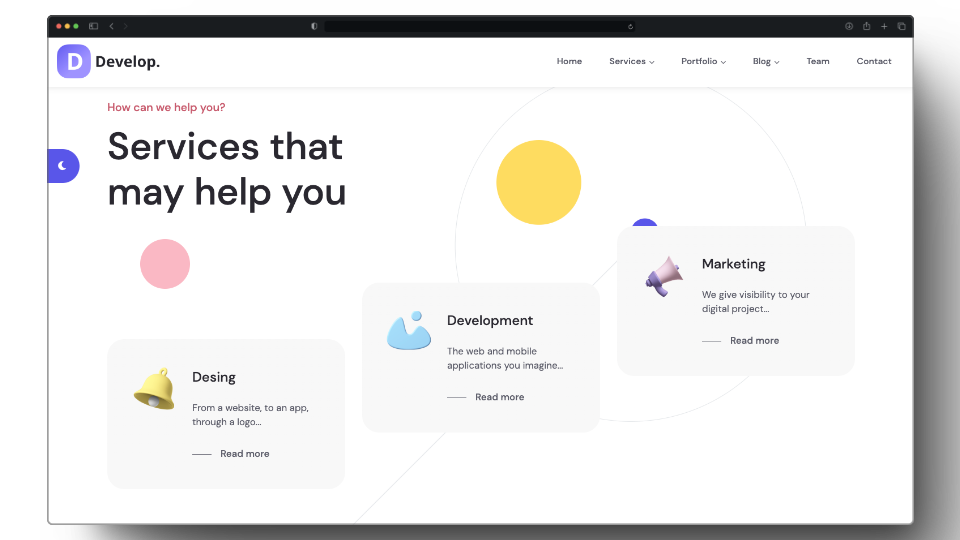 D Develop.
Home Services Portfolio Blog Team Contact
How can we help you?
Services that
may help you
Marketing
We give visibility to your
digital project...
Read more
Development
The web and mobile
applications you imagine...
Read more
Desing
From a website, to an app,
through a logo...
Read more